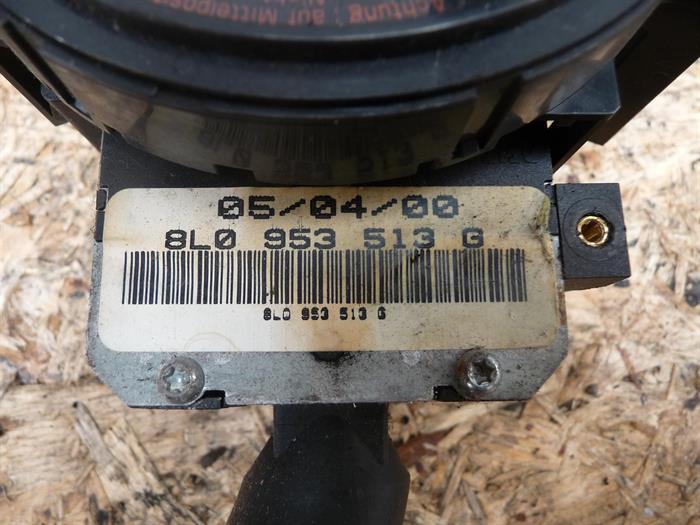 Achtung:
auf Mittelpos
05/04/00
8L0 953 513 G
8L0 953 513 G